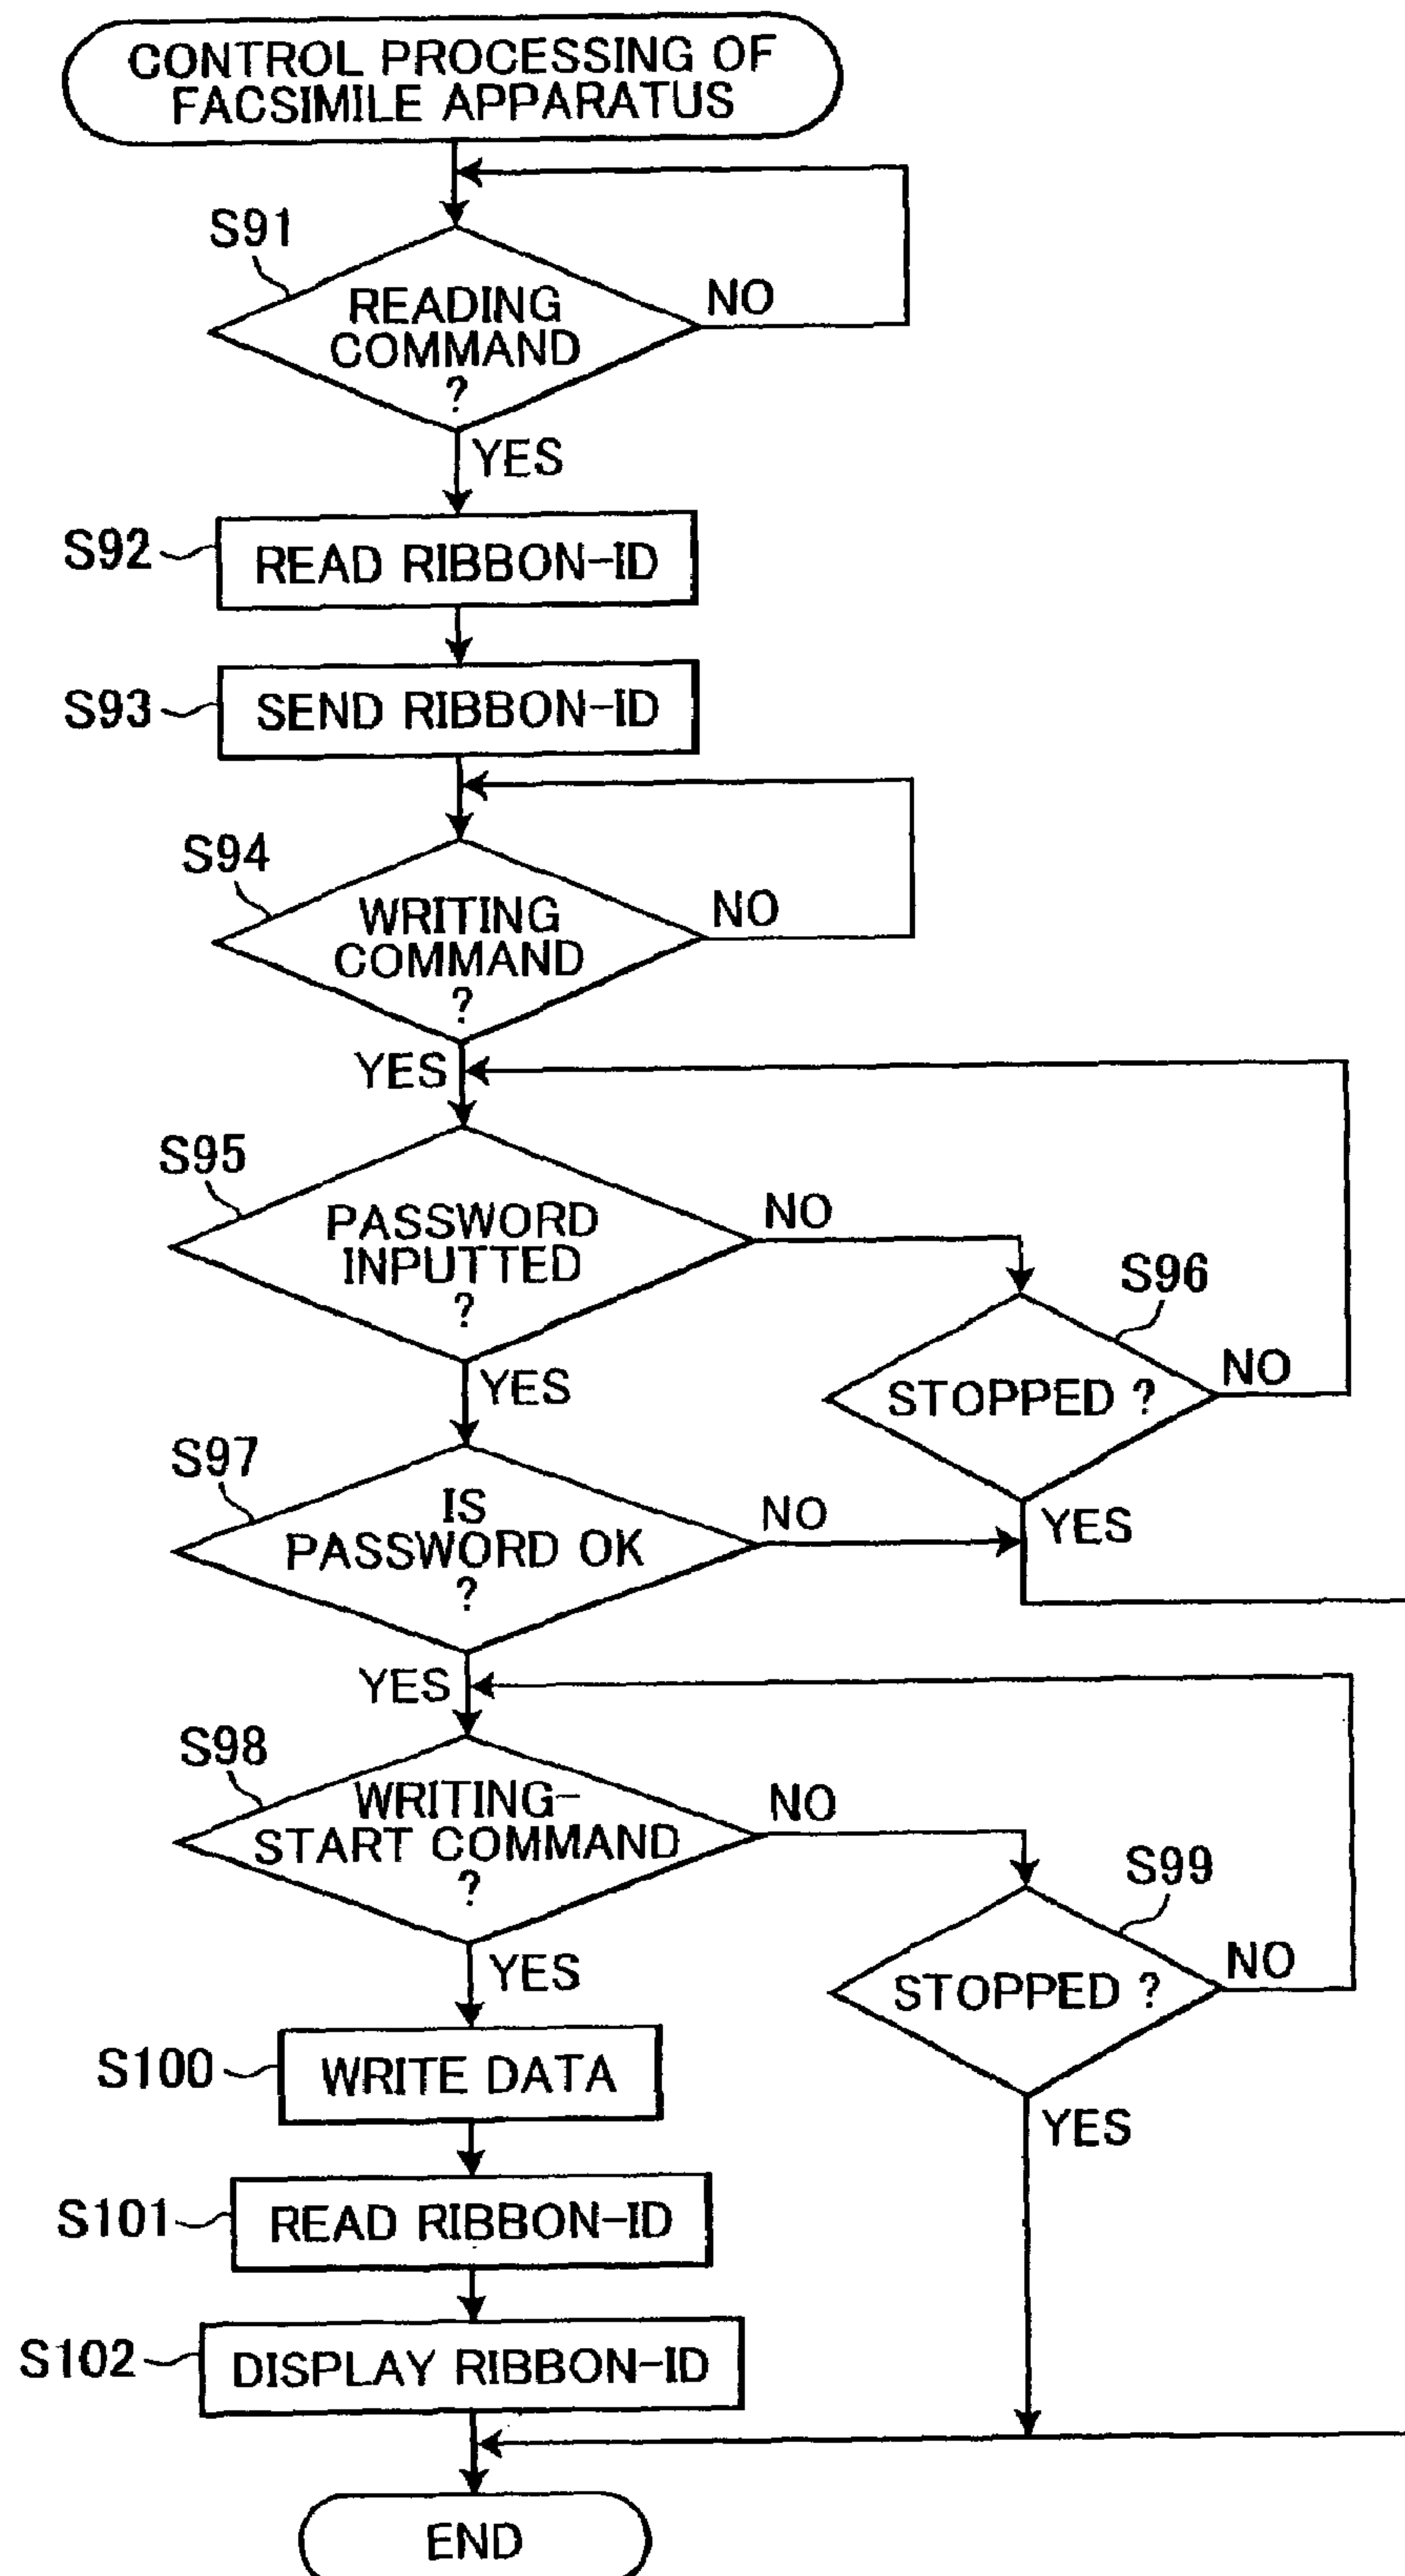 CONTROL PROCESSING OF
FACSIMILE APPARATUS
S91
READING
COMMAND
?
NO
YES
S92
READ RIBBON-ID
S93
SEND RIBBON-ID
S94
WRITING
COMMAND
?
NO
YES
S95
PASSWORD
INPUTTED
?
NO
YES
S96
STOPPED ?
NO
YES
S97
IS
PASSWORD OK
?
NO
YES
S98
WRITING-
START COMMAND
?
NO
YES
S99
STOPPED ?
NO
YES
S100
WRITE DATA
S101
READ RIBBON-ID
S102
DISPLAY RIBBON-ID
END